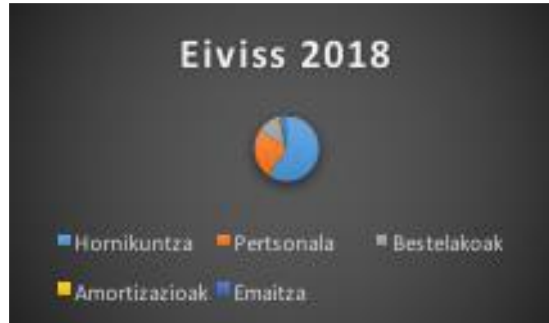 Eiviss 2018
Hornikuntza Pertsonala Bestelakoak
Amortizazioak Emaitza